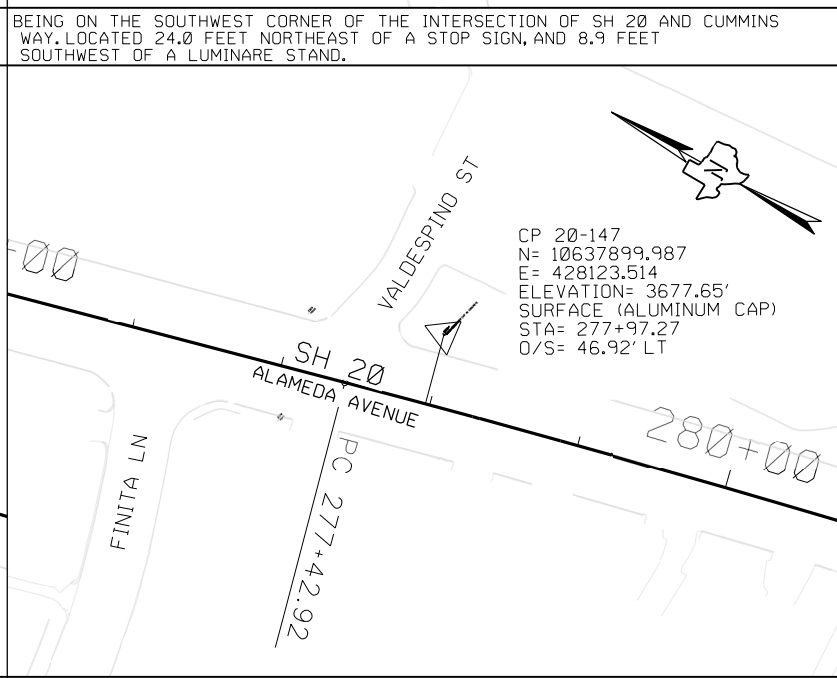 BEING ON THE SOUTHWEST CORNER OF THE INTERSECTION OF SH 20 AND CUMMINS
WAY. LOCATED 24.0 FEET NORTHEAST OF A STOP SIGN, AND 8.9 FEET
SOUTHWEST OF A LUMINARE STAND.
N
VALDESPINO ST
CP 20-147
N= 10637899.987
E= 428123.514
ELEVATION= 3677.65'
SURFACE (ALUMINUM CAP)
STA= 277+97.27
O/S= 46.92' LT
-00
SH 20
ALAMEDA AVENUE
280+00
FINITA LN
PC 277+42.92